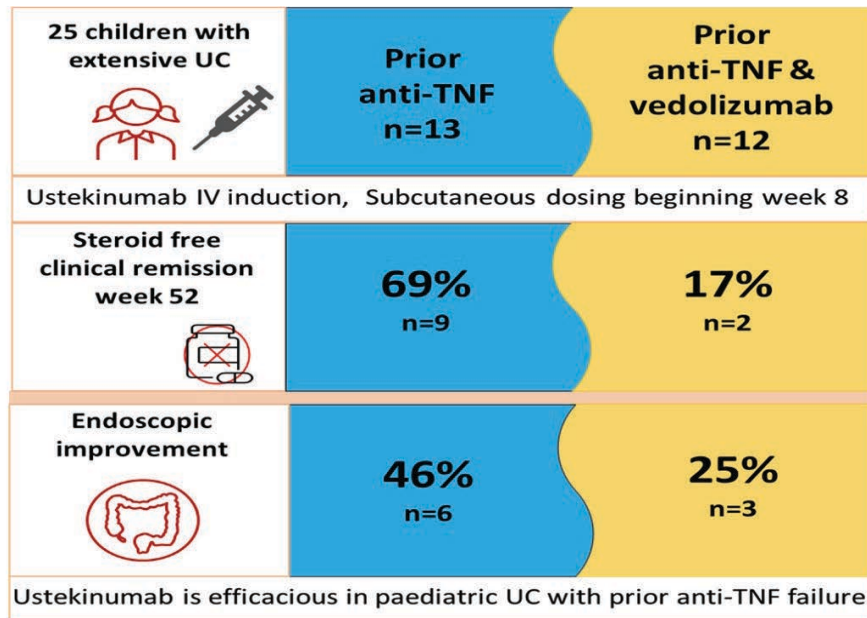 25 children with
extensive UC
Prior
anti-TNF
n=13
Prior
anti-TNF &
vedolizumab
n=12
Ustekinumab IV induction, Subcutaneous dosing beginning week 8
Steroid free
clinical remission
week 52
69%
n=9
17%
n=2
Endoscopic
improvement
46%
n=6
25%
n=3
Ustekinumab is efficacious in paediatric UC with prior anti-TNF failure